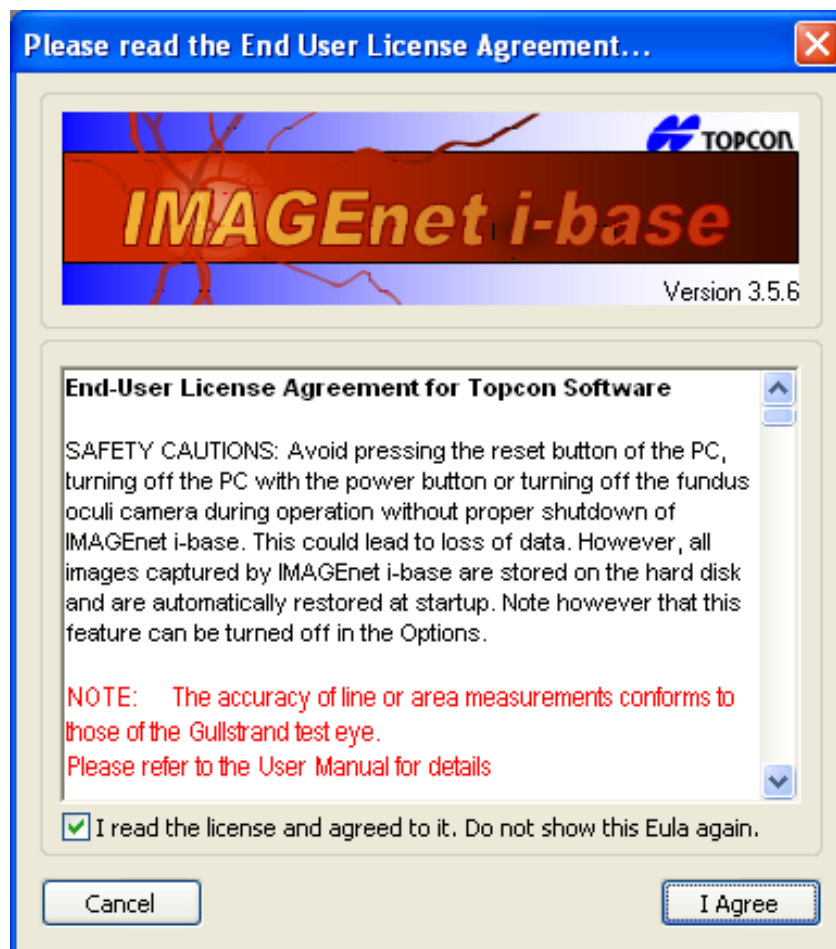 Please read the End User License Agreement...
TOPCON
IMAGEnet i-base
Version 3.5.6
End-User License Agreement for Topcon Software
SAFETY CAUTIONS: Avoid pressing the reset button of the PC,
turning off the PC with the power button or turning off the fundus
oculi camera during operation without proper shutdown of
IMAGEnet i-base. This could lead to loss of data. However, all
images captured by IMAGEnet i-base are stored on the hard disk
and are automatically restored at startup. Note however that this
feature can be turned off in the Options.
NOTE: The accuracy of line or area measurements conforms to
those of the Gullstrand test eye.
Please refer to the User Manual for details
I read the license and agreed to it. Do not show this Eula again.
Cancel
I Agree